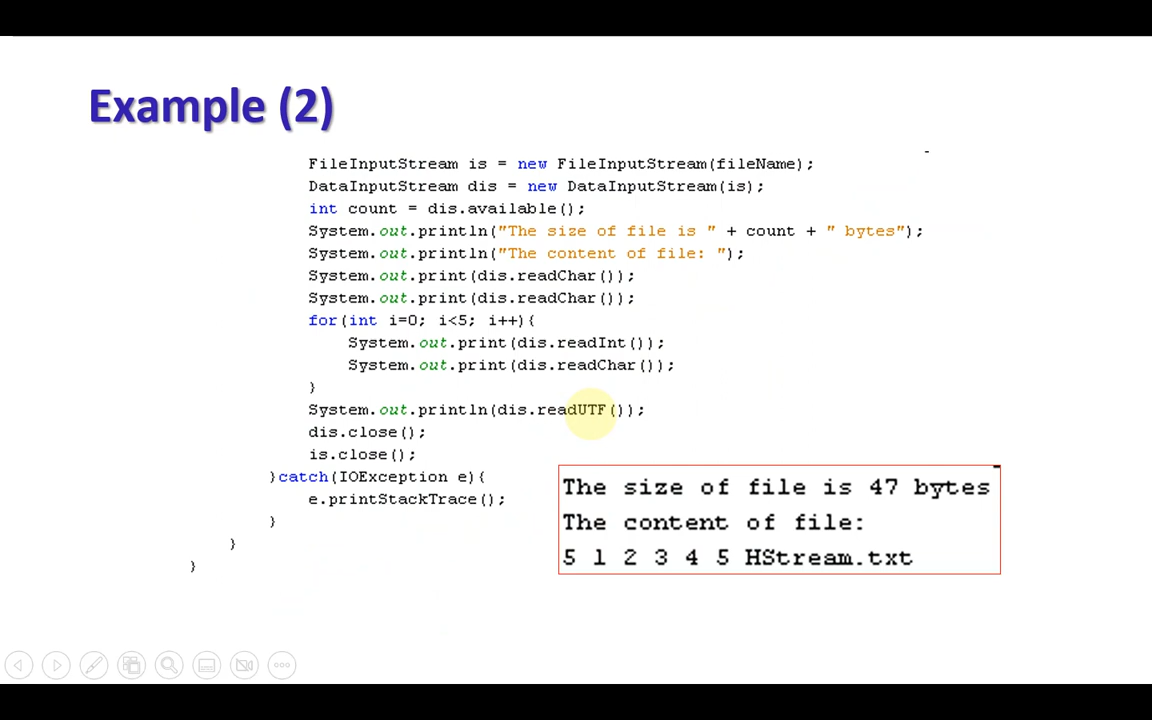 Example (2)
FileInputStream is = new FileInputStream(fileName);
DataInputStream dis = new DataInputStream(is);
int count = dis.available();
System.out.println("The size of file is " + count + " bytes");
System.out.println("The content of file: ");
System.out.print(dis.readChar());
System.out.print(dis.readChar());
for(int i=0; i<5; i++){
System.out.print(dis.readInt());
System.out.print(dis.readChar());
}
System.out.println(dis.readUTF());
dis.close();
is.close();
}catch(IOException e){
e.printStackTrace();
}
}
}
The size of file is 47 bytes
The content of file:
5 1 2 3 4 5 HStream.txt